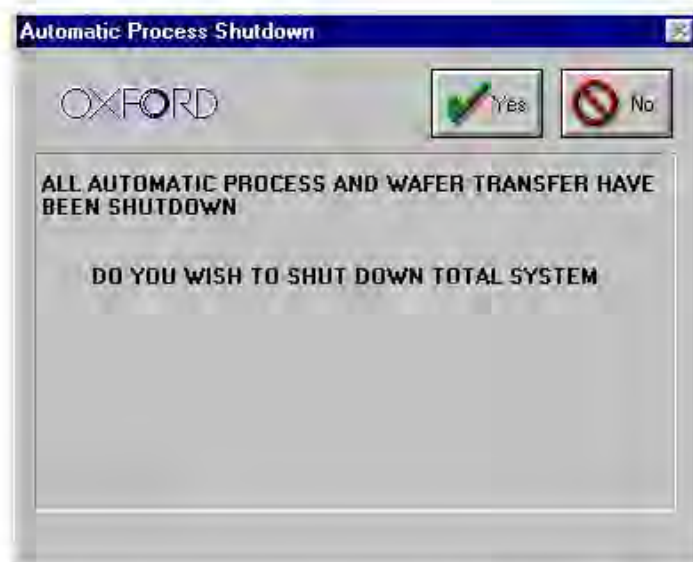 Automatic Process Shutdown
OXFORD
Yes
No
ALL AUTOMATIC PROCESS AND WAFER TRANSFER HAVE
BEEN SHUTDOWN
DO YOU WISH TO SHUT DOWN TOTAL SYSTEM